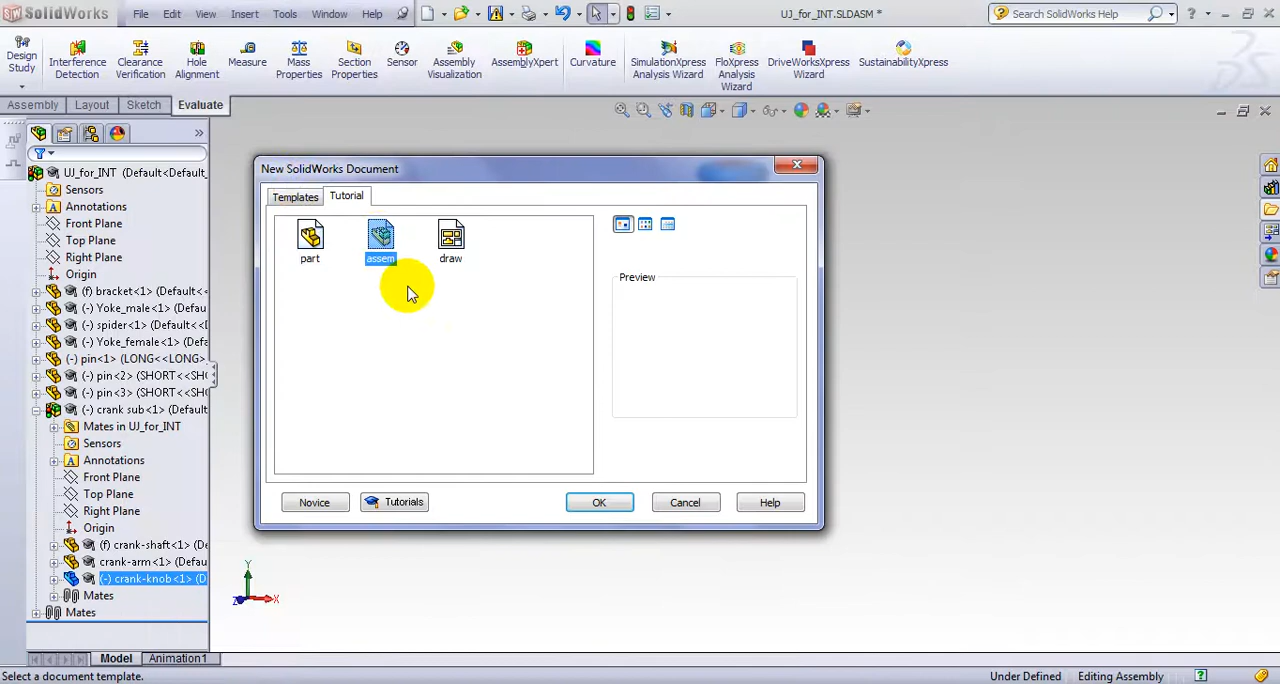 SolidWorks
File Edit View Insert Tools Window Help
UJ_for_INT.SLDASM *
Search SolidWorks Help
Design Study
Interference Detection
Clearance Verification
Hole Alignment
Measure
Mass Properties
Section Properties
Sensor
Assembly Visualization
AssemblyXpert
Curvature
SimulationXpress Analysis Wizard
FloXpress Analysis Wizard
DriveWorksXpress Wizard
SustainabilityXpress
Assembly Layout Sketch Evaluate
UJ_for_INT (Default<Default_
Sensors
Annotations
Front Plane
Top Plane
Right Plane
Origin
(f) bracket<1> (Default<
(-) Yoke_male<1> (Defau
(-) spider<1> (Default<<
(-) Yoke_female<1> (Def
(-) pin<1> (LONG<<LONG>
(-) pin<2> (SHORT<<SHO
(-) pin<3> (SHORT<<SHO
(-) crank sub<1> (Default
Mates in UJ_for_INT
Sensors
Annotations
Front Plane
Top Plane
Right Plane
Origin
(f) crank-shaft<1> (De
crank-arm<1> (Defau
(-) crank-knob<1> (D
Mates
Mates
New SolidWorks Document
Templates Tutorial
part
assem
draw
Preview
Novice Tutorials OK Cancel Help
Y
Z X
Model Animation1
Select a document template.
Under Defined Editing Assembly